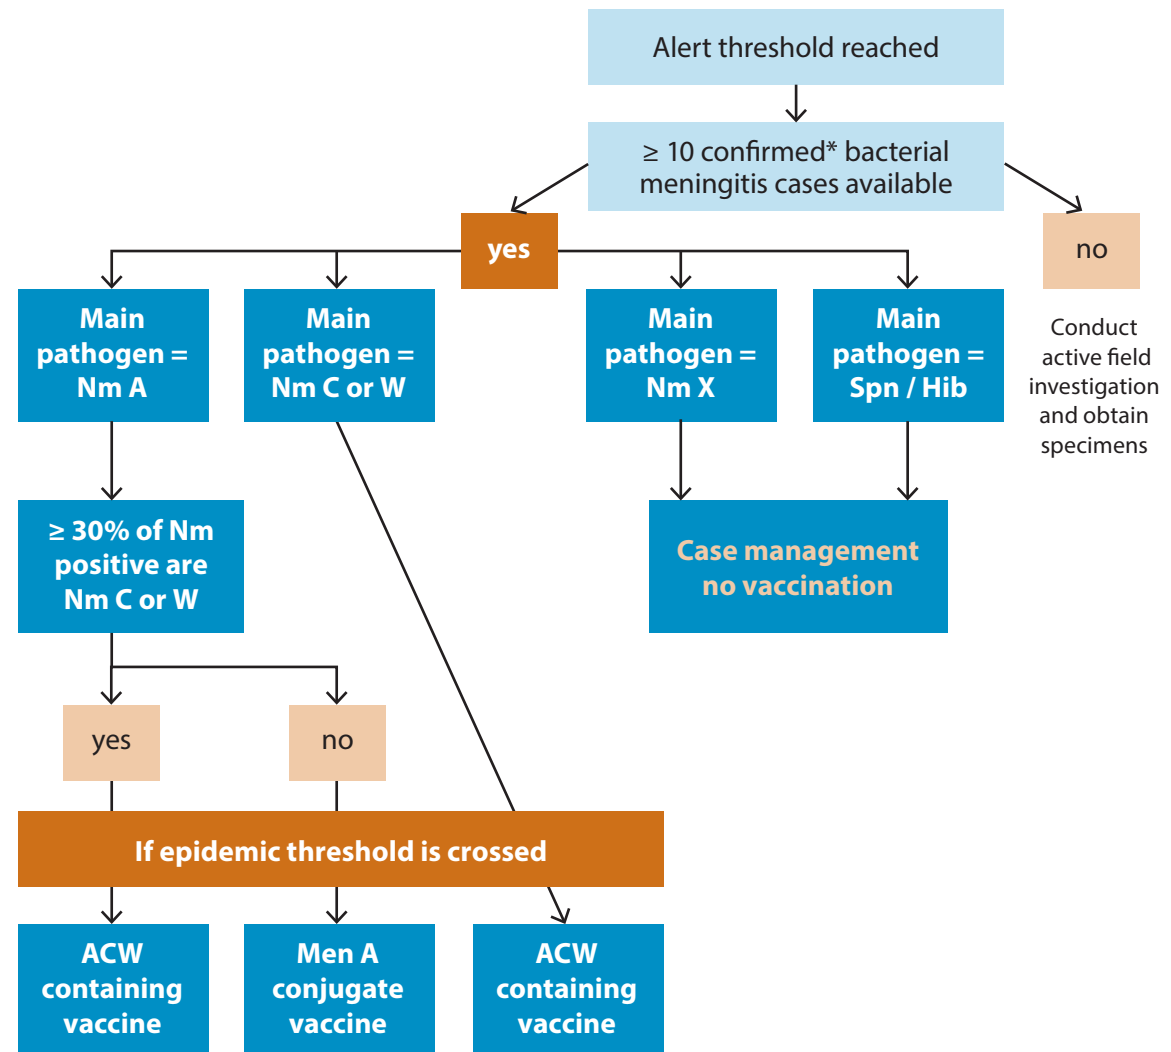 Alert threshold reached
≥ 10 confirmed* bacterial
meningitis cases available
yes
no
Main
pathogen =
Nm A
Main
pathogen =
Nm C or W
Main
pathogen =
Nm X
Main
pathogen =
Spn / Hib
Conduct
active field
investigation
and obtain
specimens
≥ 30% of Nm
positive are
Nm C or W
Case management
no vaccination
yes
no
If epidemic threshold is crossed
ACW
containing
vaccine
Men A
conjugate
vaccine
ACW
containing
vaccine